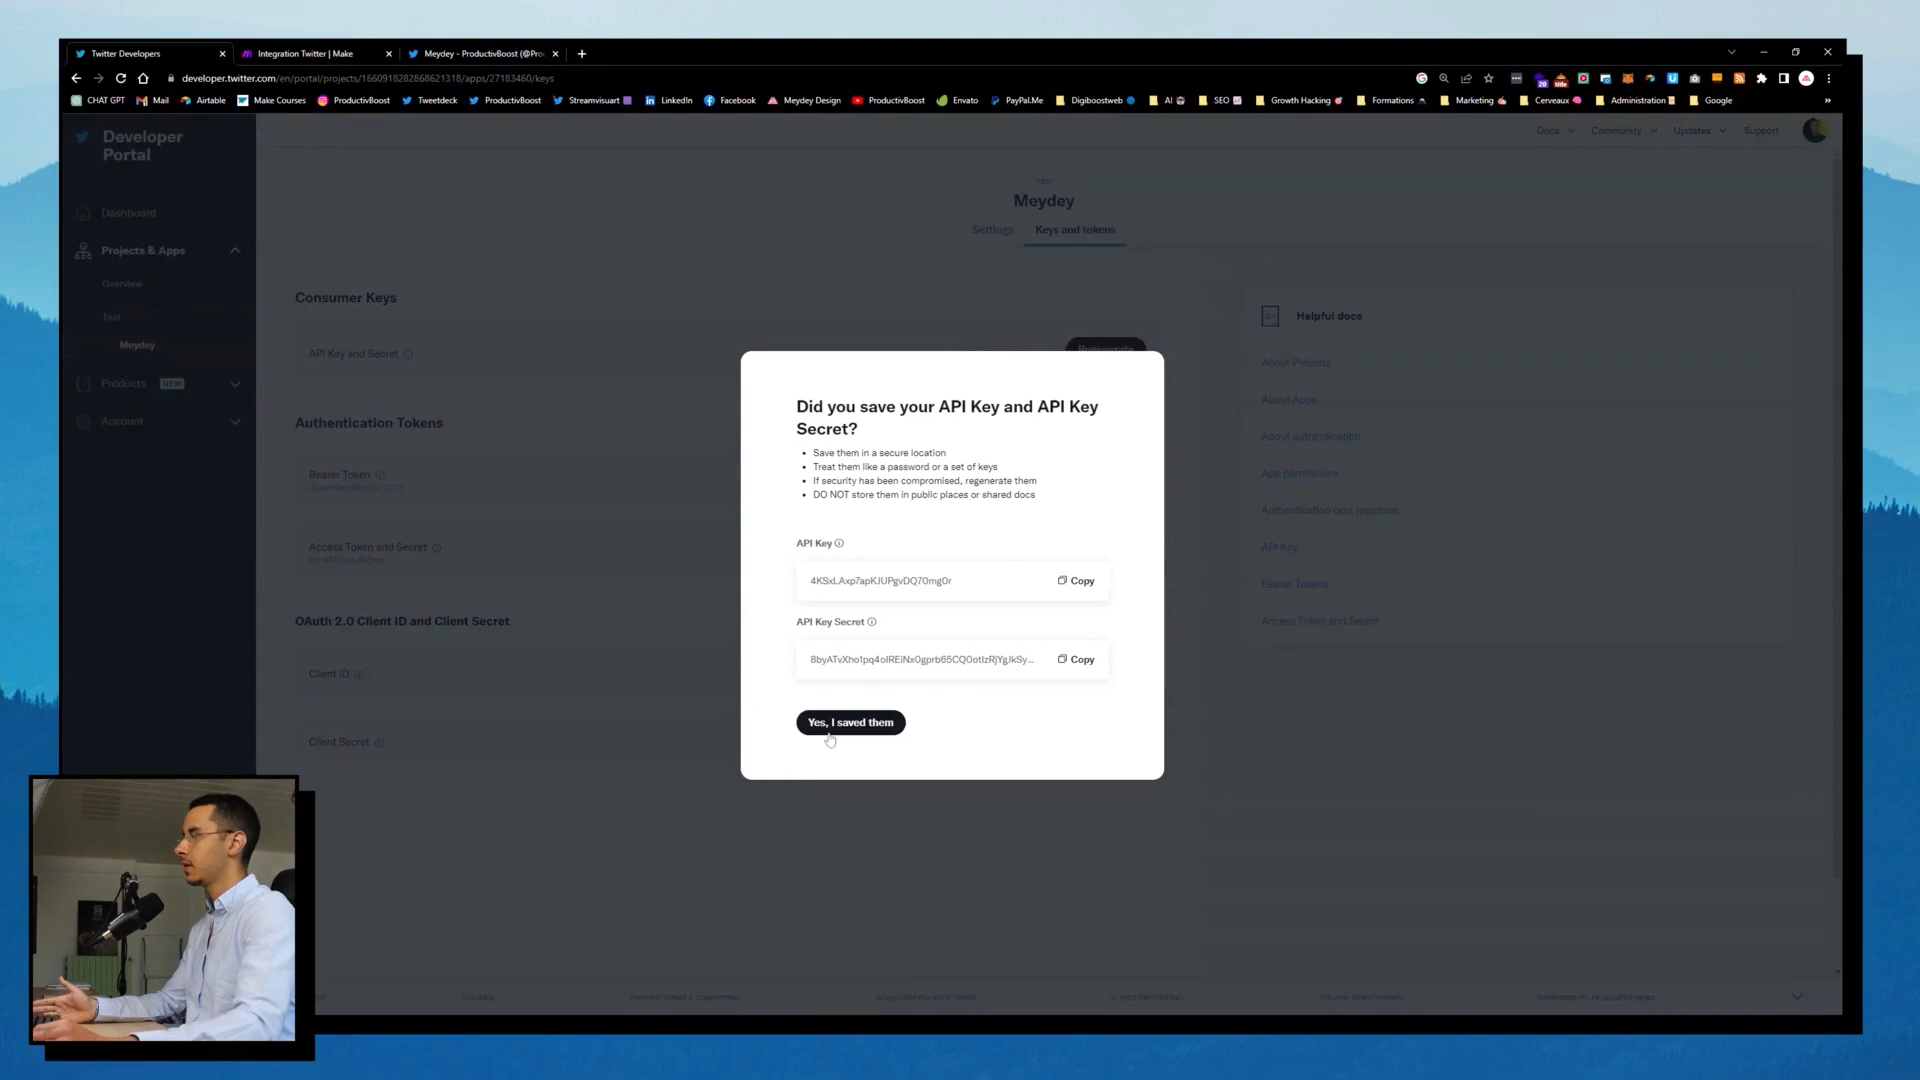 Twitter Developers
Integration Twitter | Make
Meydey - ProductivBoost (@Pro
developer.twitter.com/en/portal/projects/1660918282868621318/apps/27183460/keys
CHAT GPT
Mail
Airtable
Make Courses
ProductivBoost
Tweetdeck
ProductivBoost
Streamvisuart
LinkedIn
Facebook
Meydey Design
ProductivBoost
Envato
PayPal.Me
Digiboostweb
AI
SEO
Growth Hacking
Formations
Marketing
Cerveaux
Administration
Google
Developer
Portal
Docs
Community
Updates
Support
Dashboard
Projects & Apps
Overview
Test
Meydey
Products NEW
Account
TEST
Meydey
Settings
Keys and tokens
Consumer Keys
API Key and Secret
Regenerate
Authentication Tokens
Bearer Token
Access Token and Secret
OAuth 2.0 Client ID and Client Secret
Client ID
Client Secret
Helpful docs
About Projects
About Apps
About authentication
App permissions
Authentication best practices
API Key
Bearer Tokens
Access Token and Secret
Did you save your API Key and API Key
Secret?
Save them in a secure location
Treat them like a password or a set of keys
If security has been compromised, regenerate them
DO NOT store them in public places or shared docs
API Key
4KSxLAxp7apKJUPgvDQ70mg0r
Copy
API Key Secret
8byATvXho1pq4oIREiNx0gprb65CQ0otIzRjYgJkSy...
Copy
Yes, I saved them